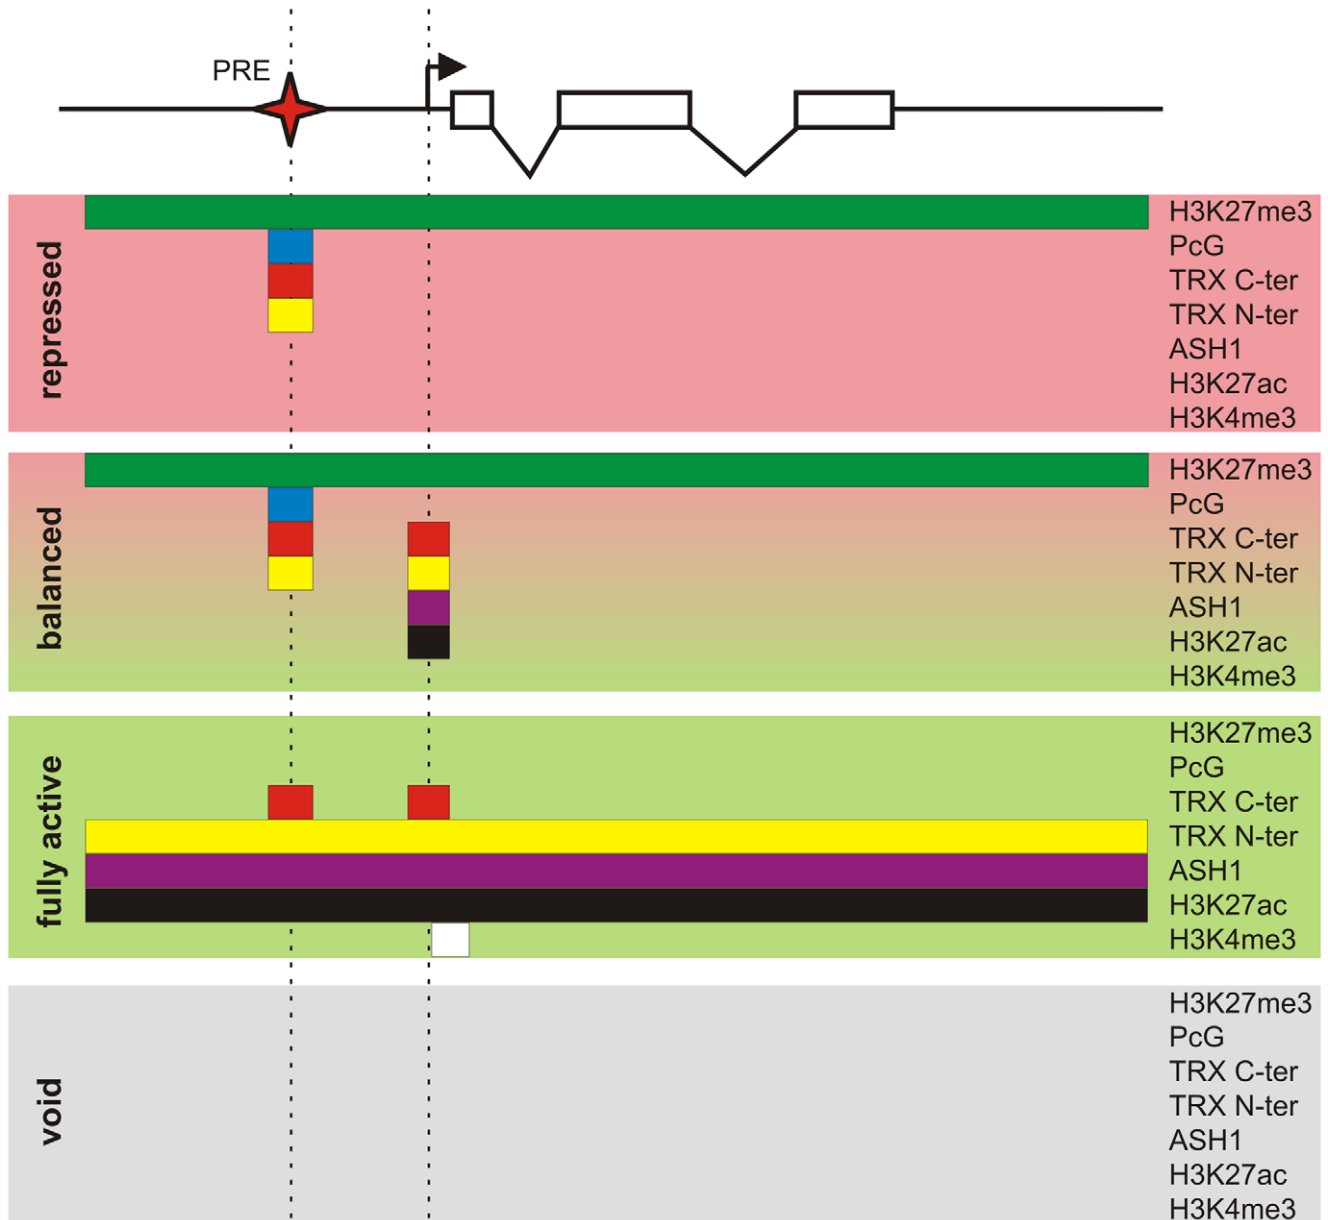 PRE
repressed
H3K27me3
PcG
TRX C-ter
TRX N-ter
ASH1
H3K27ac
H3K4me3
balanced
H3K27me3
PcG
TRX C-ter
TRX N-ter
ASH1
H3K27ac
H3K4me3
fully active
H3K27me3
PcG
TRX C-ter
TRX N-ter
ASH1
H3K27ac
H3K4me3
void
H3K27me3
PcG
TRX C-ter
TRX N-ter
ASH1
H3K27ac
H3K4me3